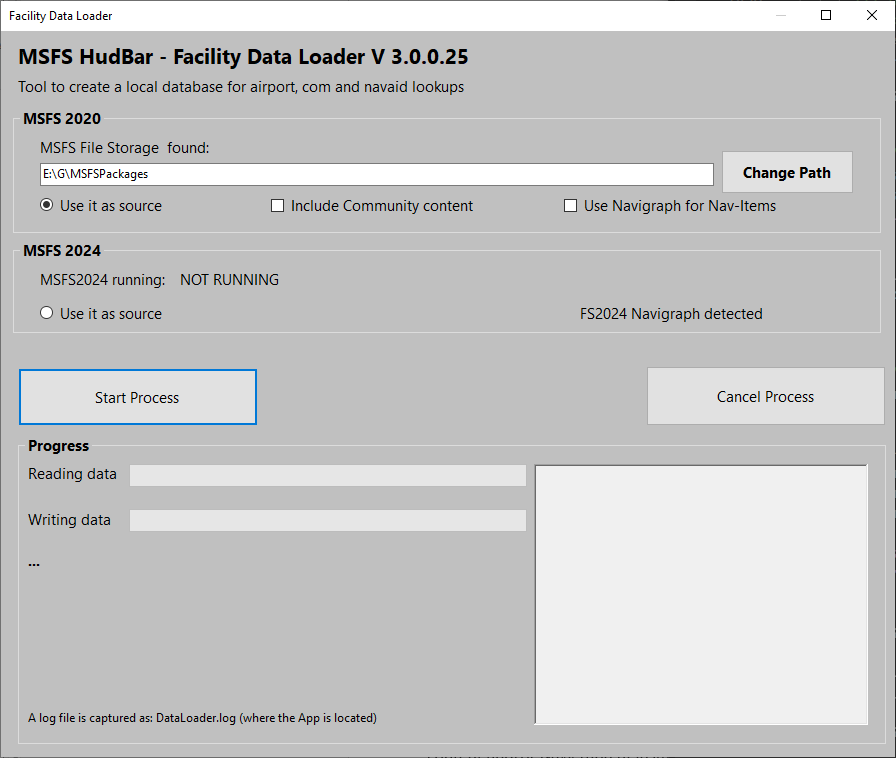 Facility Data Loader
MSFS HudBar - Facility Data Loader V 3.0.0.25
Tool to create a local database for airport, com and navaid lookups
MSFS 2020
MSFS File Storage found:
E:\G\MSFSPackages
Change Path
Use it as source
Include Community content
Use Navigraph for Nav-Items
MSFS 2024
MSFS2024 running: NOT RUNNING
Use it as source
FS2024 Navigraph detected
Start Process
Cancel Process
Progress
Reading data
Writing data
...
A log file is captured as: DataLoader.log (where the App is located)